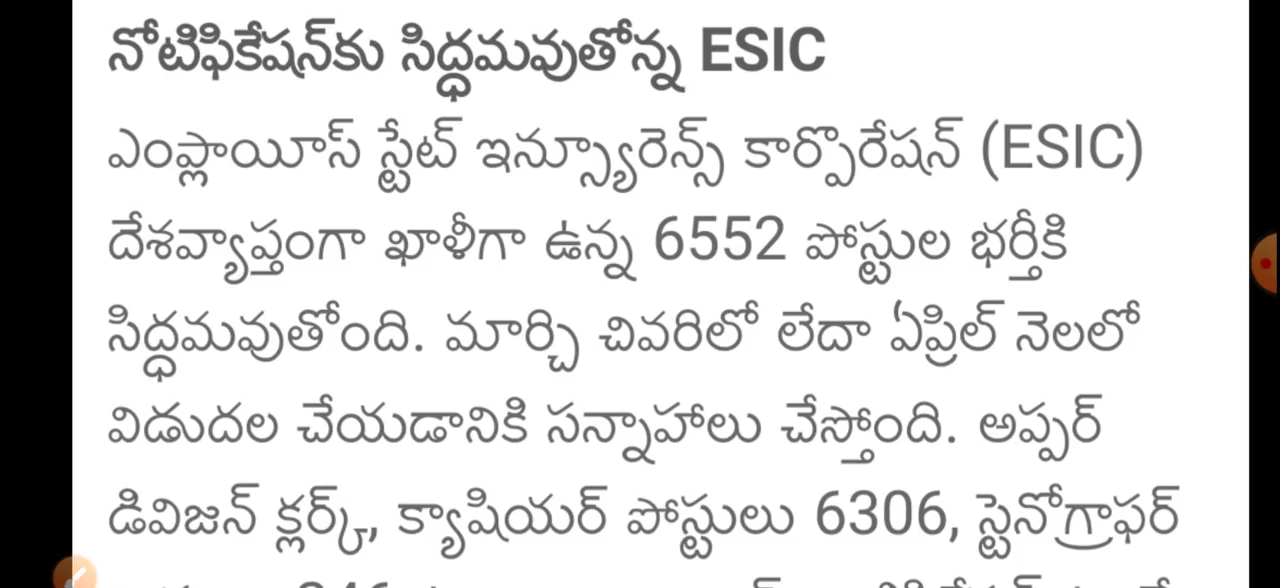 నోటిఫికేషన్‌కు సిద్ధమవుతోన్న ESIC
ఎంప్లాయీస్ స్టేట్ ఇన్స్యూరెన్స్ కార్పొరేషన్ (ESIC)
దేశవ్యాప్తంగా ఖాళీగా ఉన్న 6552 పోస్టుల భర్తీకి
సిద్ధమవుతోంది. మార్చి చివరిలో లేదా ఏప్రిల్ నెలలో
విడుదల చేయడానికి సన్నాహాలు చేస్తోంది. అప్పర్
డివిజన్ క్లర్క్, క్యాషియర్ పోస్టులు 6306, స్టెనోగ్రాఫర్